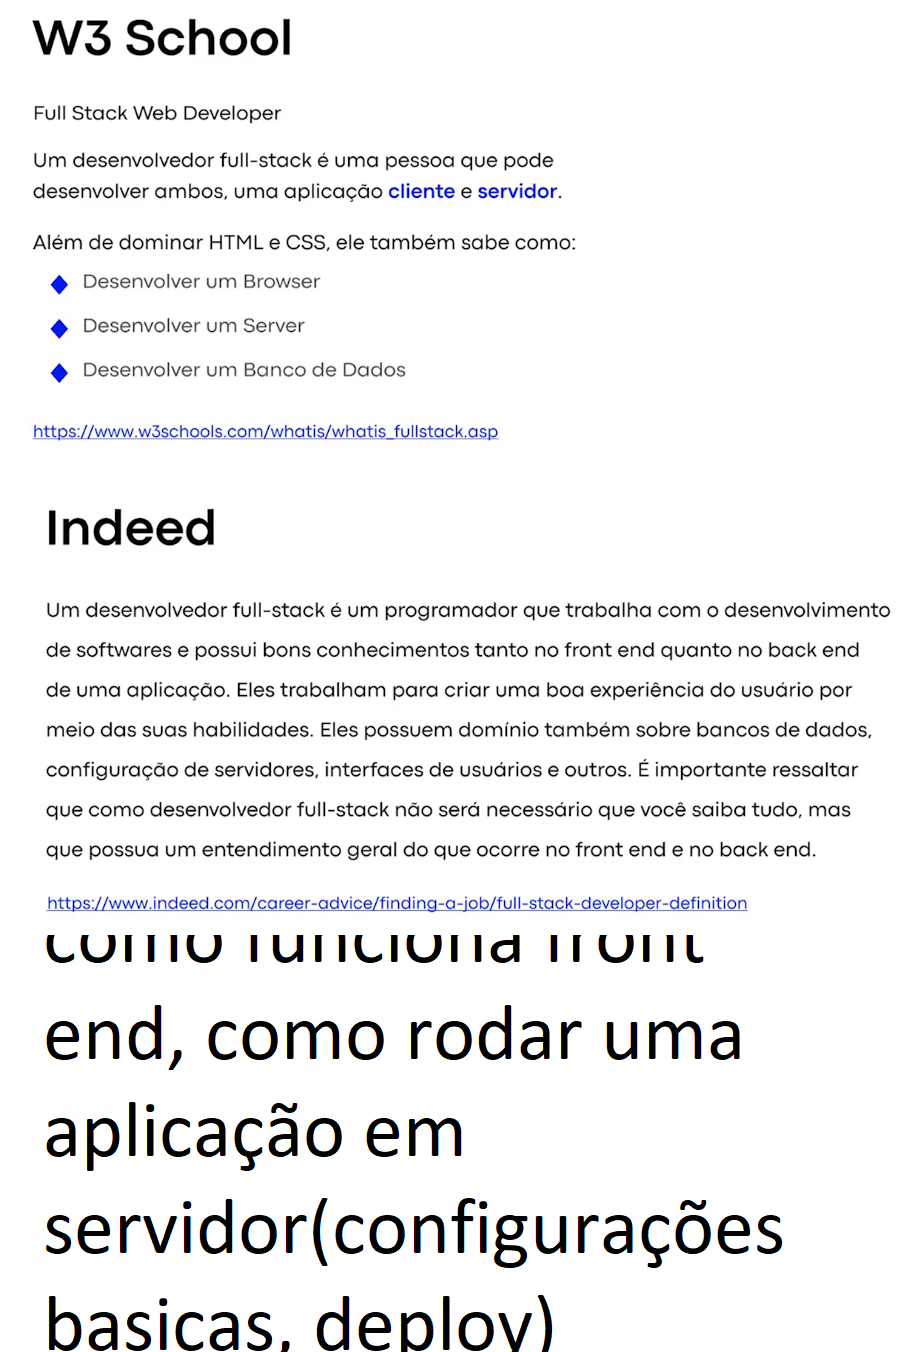 W3 School
Full Stack Web Developer
Um desenvolvedor full-stack é uma pessoa que pode
desenvolver ambos, uma aplicação cliente e servidor.
Além de dominar HTML e CSS, ele também sabe como:
Desenvolver um Browser
Desenvolver um Server
Desenvolver um Banco de Dados
https://www.w3schools.com/whatis/whatis_fullstack.asp
Indeed
Um desenvolvedor full-stack é um programador que trabalha com o desenvolvimento
de softwares e possui bons conhecimentos tanto no front end quanto no back end
de uma aplicação. Eles trabalham para criar uma boa experiência do usuário por
meio das suas habilidades. Eles possuem domínio também sobre bancos de dados,
configuração de servidores, interfaces de usuários e outros. É importante ressaltar
que como desenvolvedor full-stack não será necessário que você saiba tudo, mas
que possua um entendimento geral do que ocorre no front end e no back end.
https://www.indeed.com/career-advice/finding-a-job/full-stack-developer-definition
como funciona front
end, como rodar uma
aplicação em
servidor(configurações
basicas, deploy)